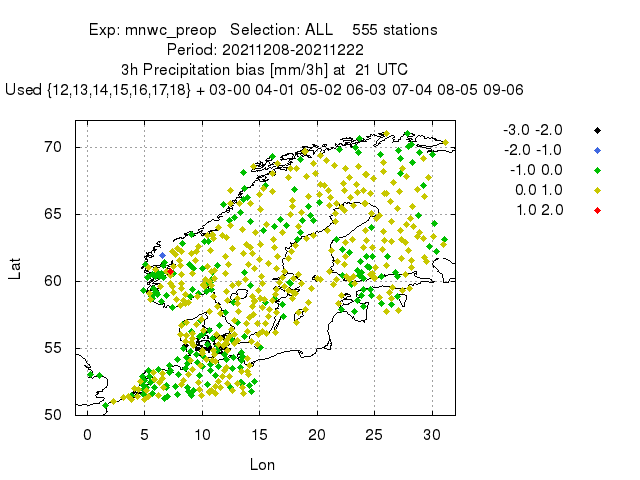 Exp: mnwc_preop   Selection: ALL    555 stations
Period: 20211208-20211222
3h Precipitation bias [mm/3h] at  21 UTC
Used {12,13,14,15,16,17,18} + 03-00 04-01 05-02 06-03 07-04 08-05 09-06
-3.0 -2.0
-2.0 -1.0
-1.0 0.0
0.0 1.0
1.0 2.0
70
65
60
55
50
Lat
0 5 10 15 20 25 30
Lon